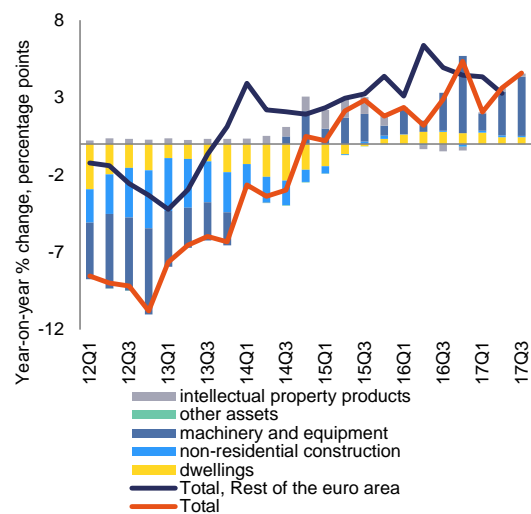 Year-on-year % change, percentage points
8
3
-2
-7
-12
12Q1
12Q3
13Q1
13Q3
14Q1
14Q3
15Q1
15Q3
16Q1
16Q3
17Q1
17Q3
intellectual property products
other assets
machinery and equipment
non-residential construction
dwellings
Total, Rest of the euro area
Total